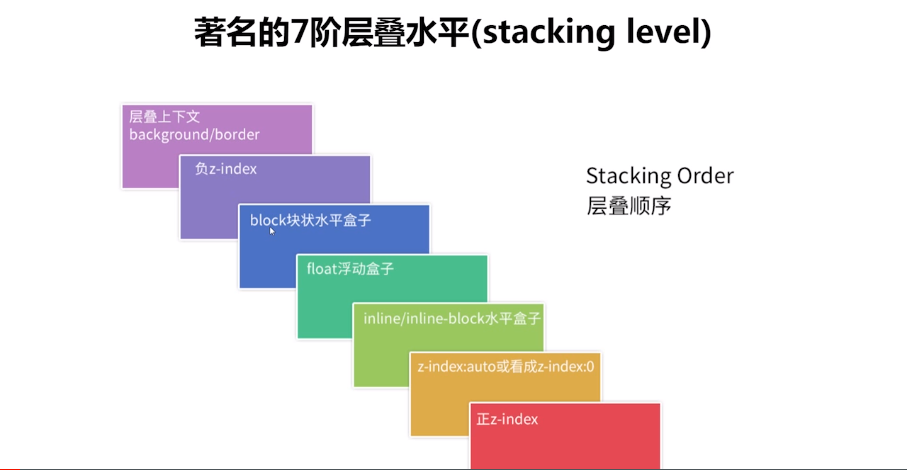 著名的7阶层叠水平(stacking level)
层叠上下文
background/border
负z-index
block块状水平盒子
float浮动盒子
inline/inline-block水平盒子
z-index:auto或看成z-index:0
正z-index
Stacking Order
层叠顺序